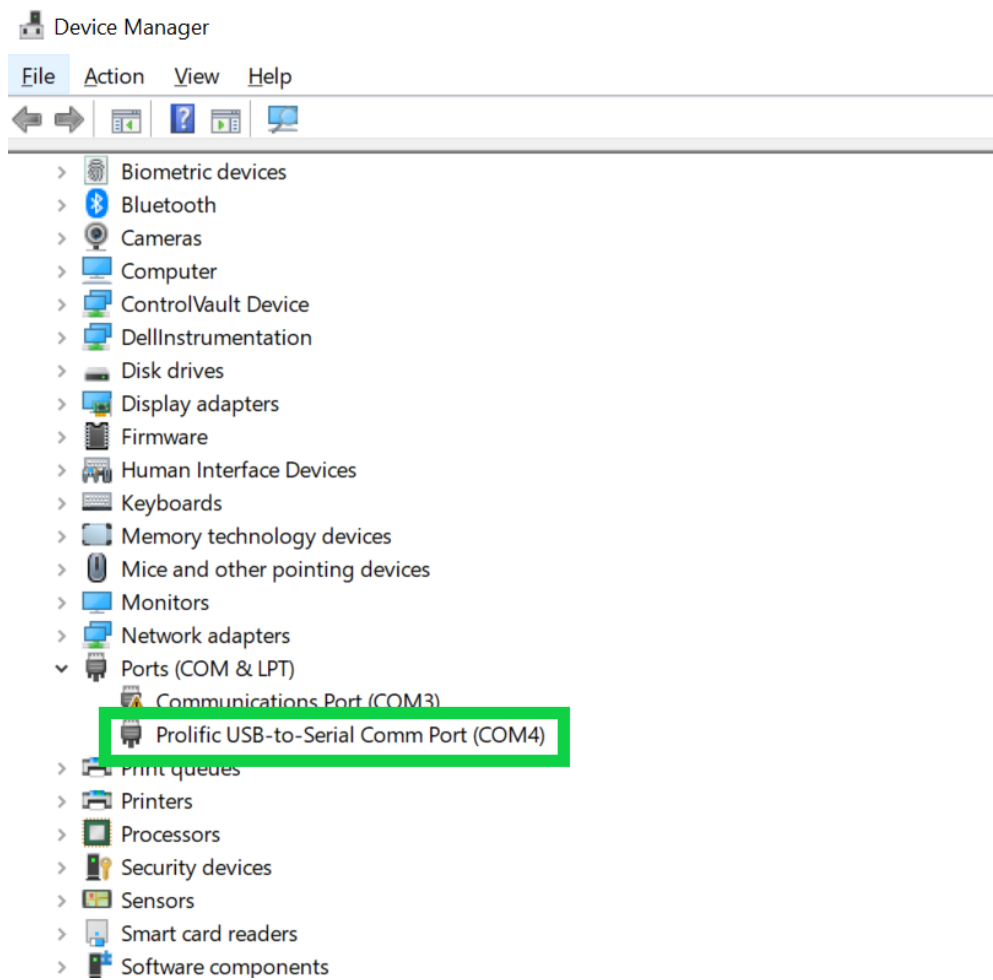 Device Manager
File Action View Help
Biometric devices
Bluetooth
Cameras
Computer
ControlVault Device
DellInstrumentation
Disk drives
Display adapters
Firmware
Human Interface Devices
Keyboards
Memory technology devices
Mice and other pointing devices
Monitors
Network adapters
Ports (COM & LPT)
Communications Port (COM3)
Prolific USB-to-Serial Comm Port (COM4)
Print queues
Printers
Processors
Security devices
Sensors
Smart card readers
Software components